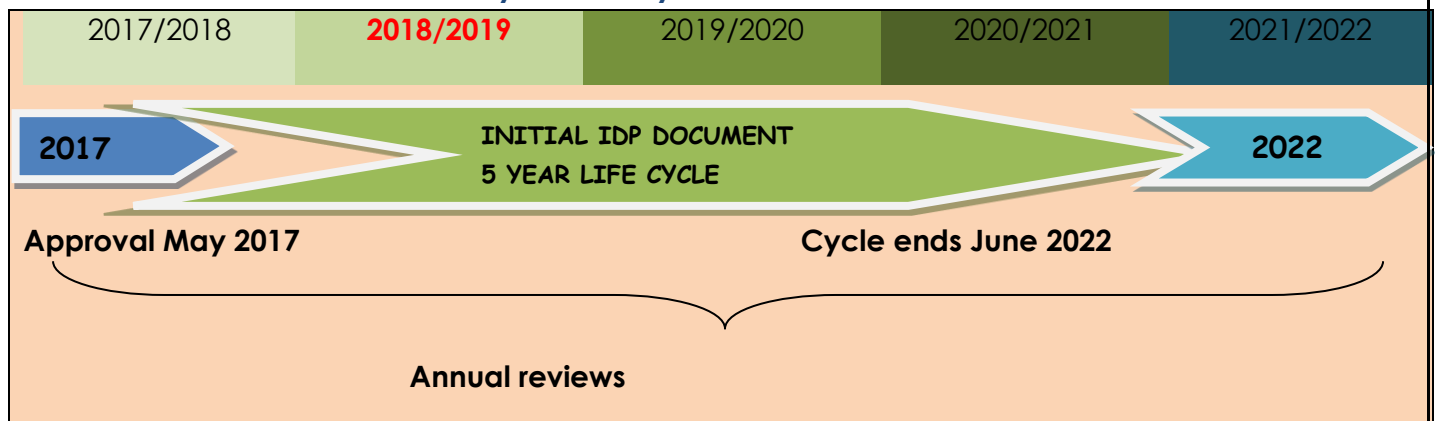 2017/2018 2018/2019 2019/2020 2020/2021 2021/2022
2017
INITIAL IDP DOCUMENT
5 YEAR LIFE CYCLE
2022
Approval May 2017 Cycle ends June 2022
Annual reviews